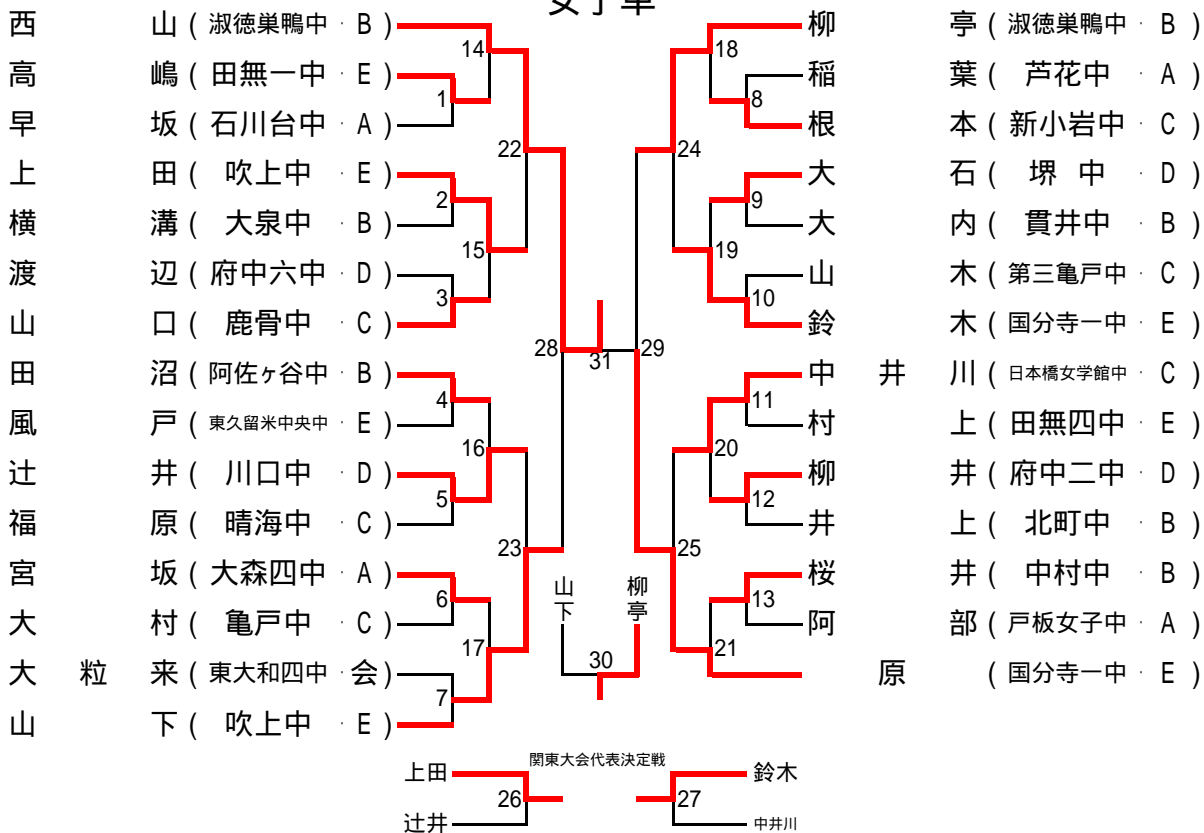 女子単
西 山 ( 淑徳巣鴨中 · B )
14
高 嶋 ( 田無一中 · E )
1
早 坂 ( 石川台中 · A )
22
上 田 ( 吹上中 · E )
2
横 溝 ( 大泉中 · B )
15
渡 辺 ( 府中六中 · D )
3
山 口 ( 鹿骨中 · C )
28
田 沼 ( 阿佐ヶ谷中 · B )
4
風 戸 ( 東久留米中央中 · E )
16
辻 井 ( 川口中 · D )
5
福 原 ( 晴海中 · C )
23
宮 坂 ( 大森四中 · A )
6
大 村 ( 亀戸中 · C )
17
大 粒 来 ( 東大和四中 · 会 )
7
山 下 ( 吹上中 · E )
31
山下
柳亭
30
柳 亭 ( 淑徳巣鴨中 · B )
18
稲 葉 ( 芦花中 · A )
8
根 本 ( 新小岩中 · C )
24
大 石 ( 堺 中 · D )
9
大 内 ( 貫井中 · B )
19
山 木 ( 第三亀戸中 · C )
10
鈴 木 ( 国分寺一中 · E )
29
中 井 川 ( 日本橋女学館中 · C )
11
村 上 ( 田無四中 · E )
20
柳 井 ( 府中二中 · D )
12
井 上 ( 北町中 · B )
25
桜 井 ( 中村中 · B )
13
阿 部 ( 戸板女子中 · A )
21
原 ( 国分寺一中 · E )
関東大会代表決定戦
上田
26
辻井
鈴木
27
中井川